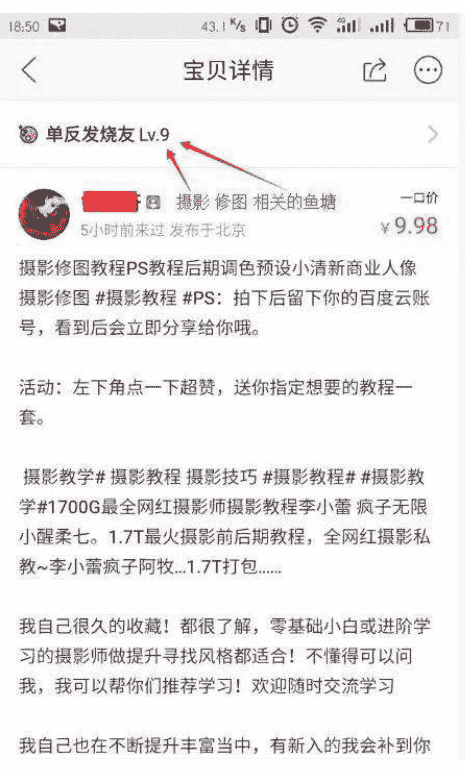 18:50 43.1 K/s 4G 71
宝贝详情
单反发烧友 Lv.9
摄影 修图 相关的鱼塘
一口价
5小时前来过 发布于北京
¥9.98
摄影修图教程PS教程后期调色预设小清新商业人像
摄影修图 #摄影教程 #PS：拍下后留下你的百度云账
号，看到后会立即分享给你哦。
活动：左下角点一下超赞，送你指定想要的教程一
套。
摄影教学# 摄影教程 摄影技巧 #摄影教程# #摄影教
学#1700G最全网红摄影师摄影教程李小蕾 疯子无限
小醒柔七。1.7T最火摄影前后期教程，全网红摄影私
教~李小蕾疯子阿牧...1.7T打包......
我自己很久的收藏！都很了解，零基础小白或进阶学
习的摄影师做提升寻找风格都适合！不懂得可以问
我，我可以帮你们推荐学习！欢迎随时交流学习
我自己也在不断提升丰富当中，有新入的我会补到你